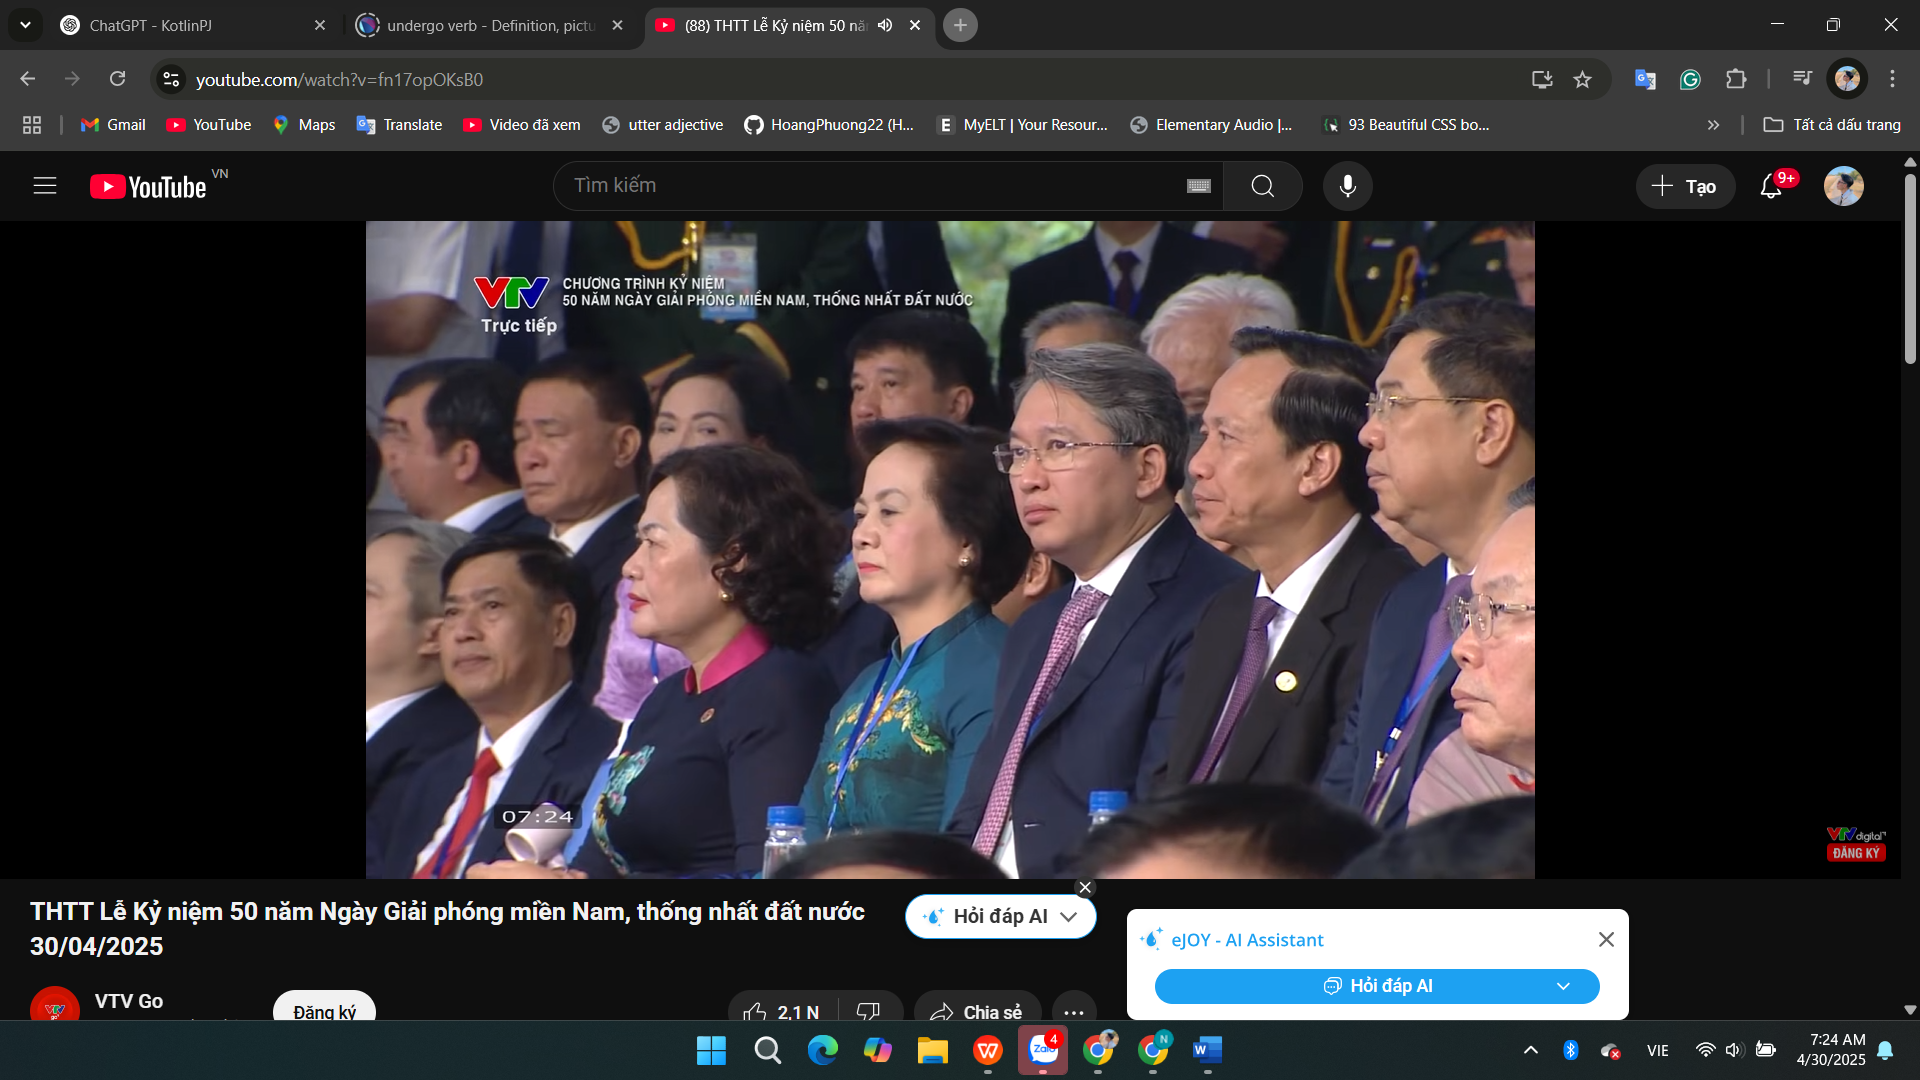 ChatGPT - KotlinPJ
undergo verb - Definition, pictu
(88) THTT Lễ Kỷ niệm 50 nă
youtube.com/watch?v=fn17opOKsB0
Gmail
YouTube
Maps
Translate
Video đã xem
utter adjective
HoangPhuong22 (H...
MyELT | Your Resour...
Elementary Audio |...
93 Beautiful CSS bo...
Tất cả dấu trang
YouTube VN
Tìm kiếm
Tạo
9+
VTV
Trực tiếp
CHƯƠNG TRÌNH KỶ NIỆM
50 NĂM NGÀY GIẢI PHÓNG MIỀN NAM, THỐNG NHẤT ĐẤT NƯỚC
07:24
VTV digital
ĐĂNG KÝ
THTT Lễ Kỷ niệm 50 năm Ngày Giải phóng miền Nam, thống nhất đất nước
30/04/2025
Hỏi đáp AI
eJOY - AI Assistant
Hỏi đáp AI
VTV Go
Đăng ký
2,1 N
Chia sẻ
Zalo
4
N
VIE
7:24 AM
4/30/2025